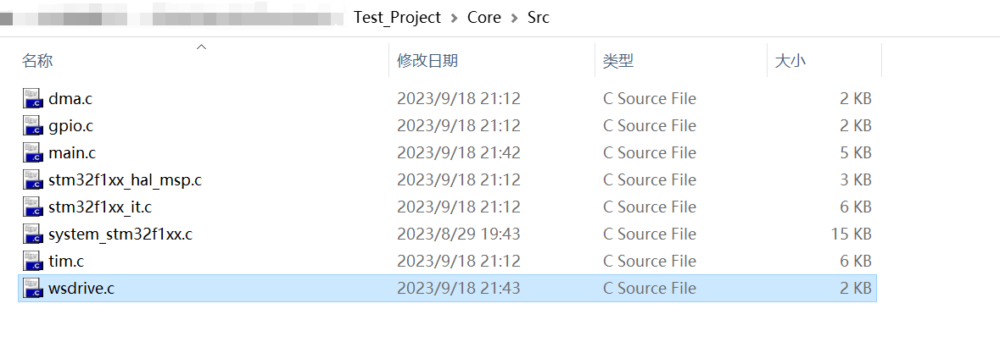 Test_Project > Core > Src
名称 修改日期 类型 大小
dma.c 2023/9/18 21:12 C Source File 2 KB
gpio.c 2023/9/18 21:12 C Source File 2 KB
main.c 2023/9/18 21:42 C Source File 5 KB
stm32f1xx_hal_msp.c 2023/9/18 21:12 C Source File 3 KB
stm32f1xx_it.c 2023/9/18 21:12 C Source File 6 KB
system_stm32f1xx.c 2023/8/29 19:43 C Source File 15 KB
tim.c 2023/9/18 21:12 C Source File 6 KB
wsdrive.c 2023/9/18 21:43 C Source File 2 KB